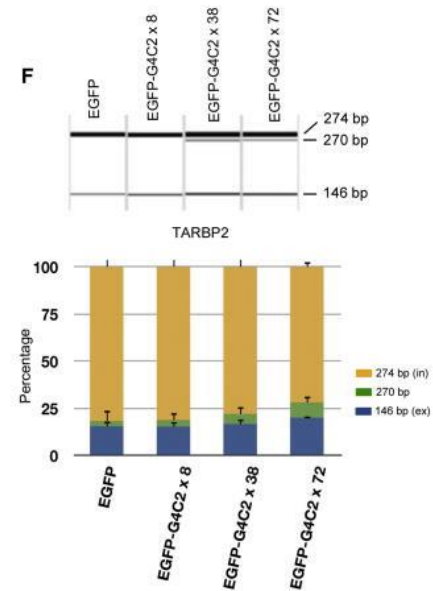 F
EGFP
EGFP-G4C2 x 8
EGFP-G4C2 x 38
EGFP-G4C2 x 72
274 bp
270 bp
146 bp
TARBP2
100
75
50
25
0
Percentage
274 bp (in)
270 bp
146 bp (ex)
EGFP
EGFP-G4C2 x 8
EGFP-G4C2 x 38
EGFP-G4C2 x 72